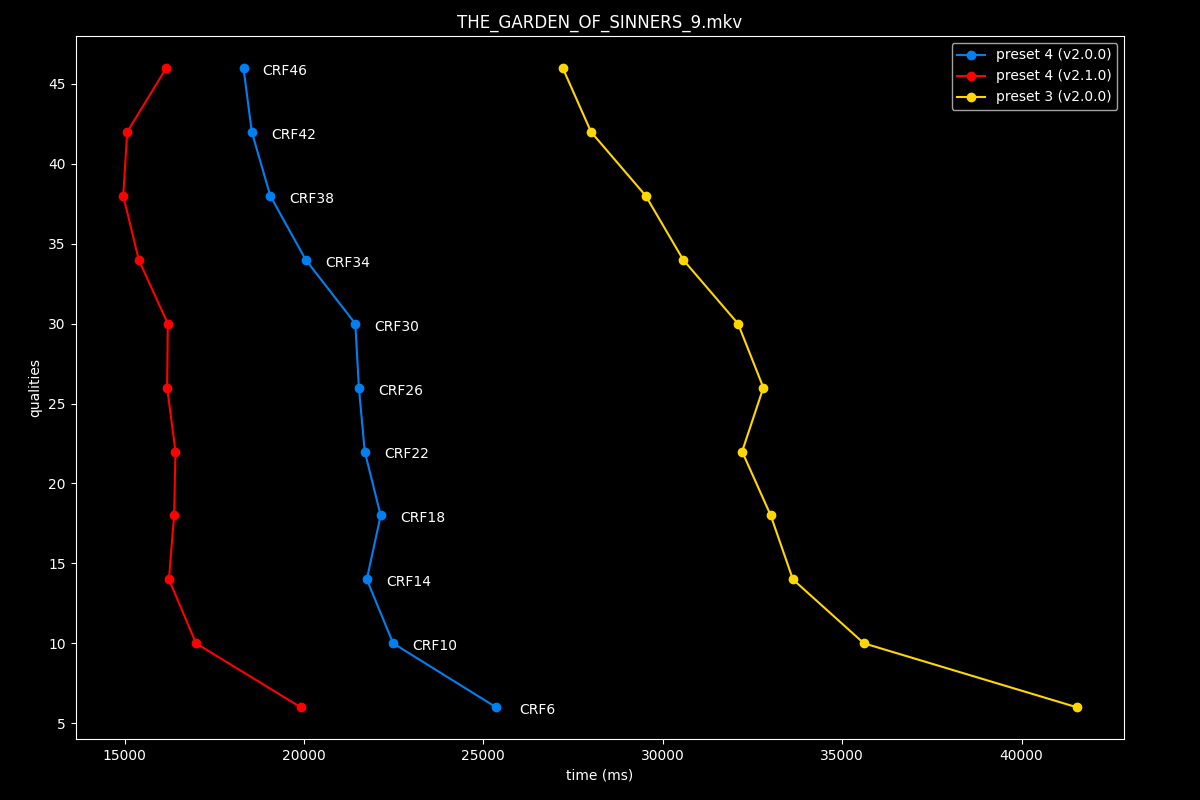 THE_GARDEN_OF_SINNERS_9.mkv
preset 4 (v2.0.0)
preset 4 (v2.1.0)
preset 3 (v2.0.0)
qualities
45
40
35
30
25
20
15
10
5
CRF46
CRF42
CRF38
CRF34
CRF30
CRF26
CRF22
CRF18
CRF14
CRF10
CRF6
15000
20000
25000
30000
35000
40000
time (ms)